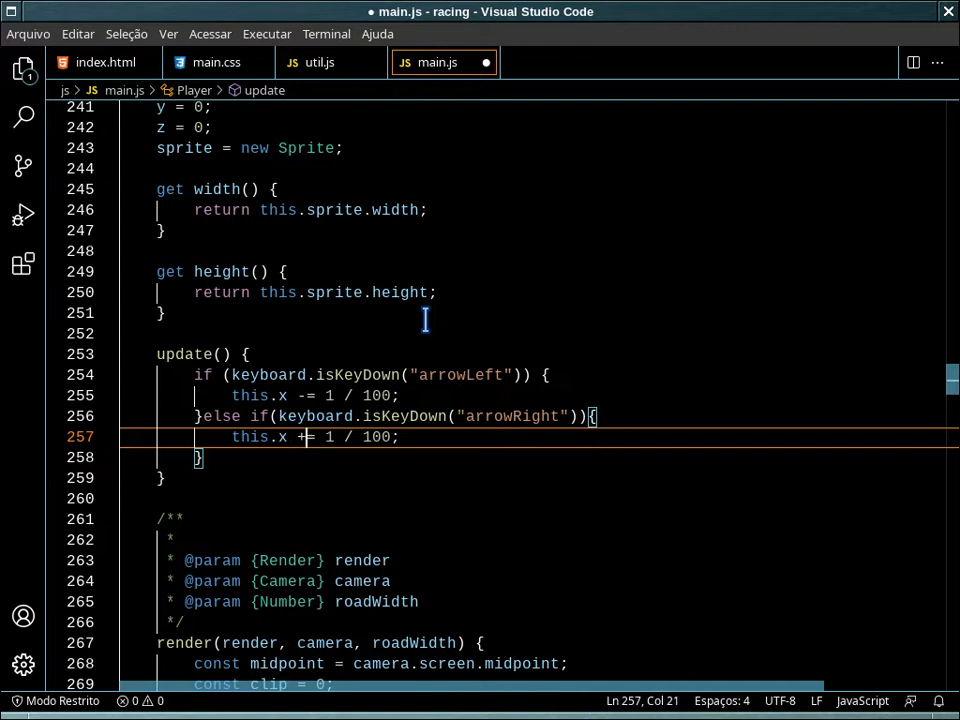 ● main.js - racing - Visual Studio Code
Arquivo Editar Seleção Ver Acessar Executar Terminal Ajuda
1
index.html main.css JS util.js JS main.js ●
js > JS main.js > Player > update
241 y = 0;
242 z = 0;
243 sprite = new Sprite;
244
245 get width() {
246 return this.sprite.width;
247 }
248
249 get height() {
250 return this.sprite.height;
251 }
252
253 update() {
254 if (keyboard.isKeyDown("arrowLeft")) {
255 this.x -= 1 / 100;
256 }else if(keyboard.isKeyDown("arrowRight")){
257 this.x += 1 / 100;
258 }
259 }
260
261 /**
262 *
263 * @param {Render} render
264 * @param {Camera} camera
265 * @param {Number} roadWidth
266 */
267 render(render, camera, roadWidth) {
268 const midpoint = camera.screen.midpoint;
269 const clip = 0;
Modo Restrito 0 0 Ln 257, Col 21 Espaços: 4 UTF-8 LF JavaScript